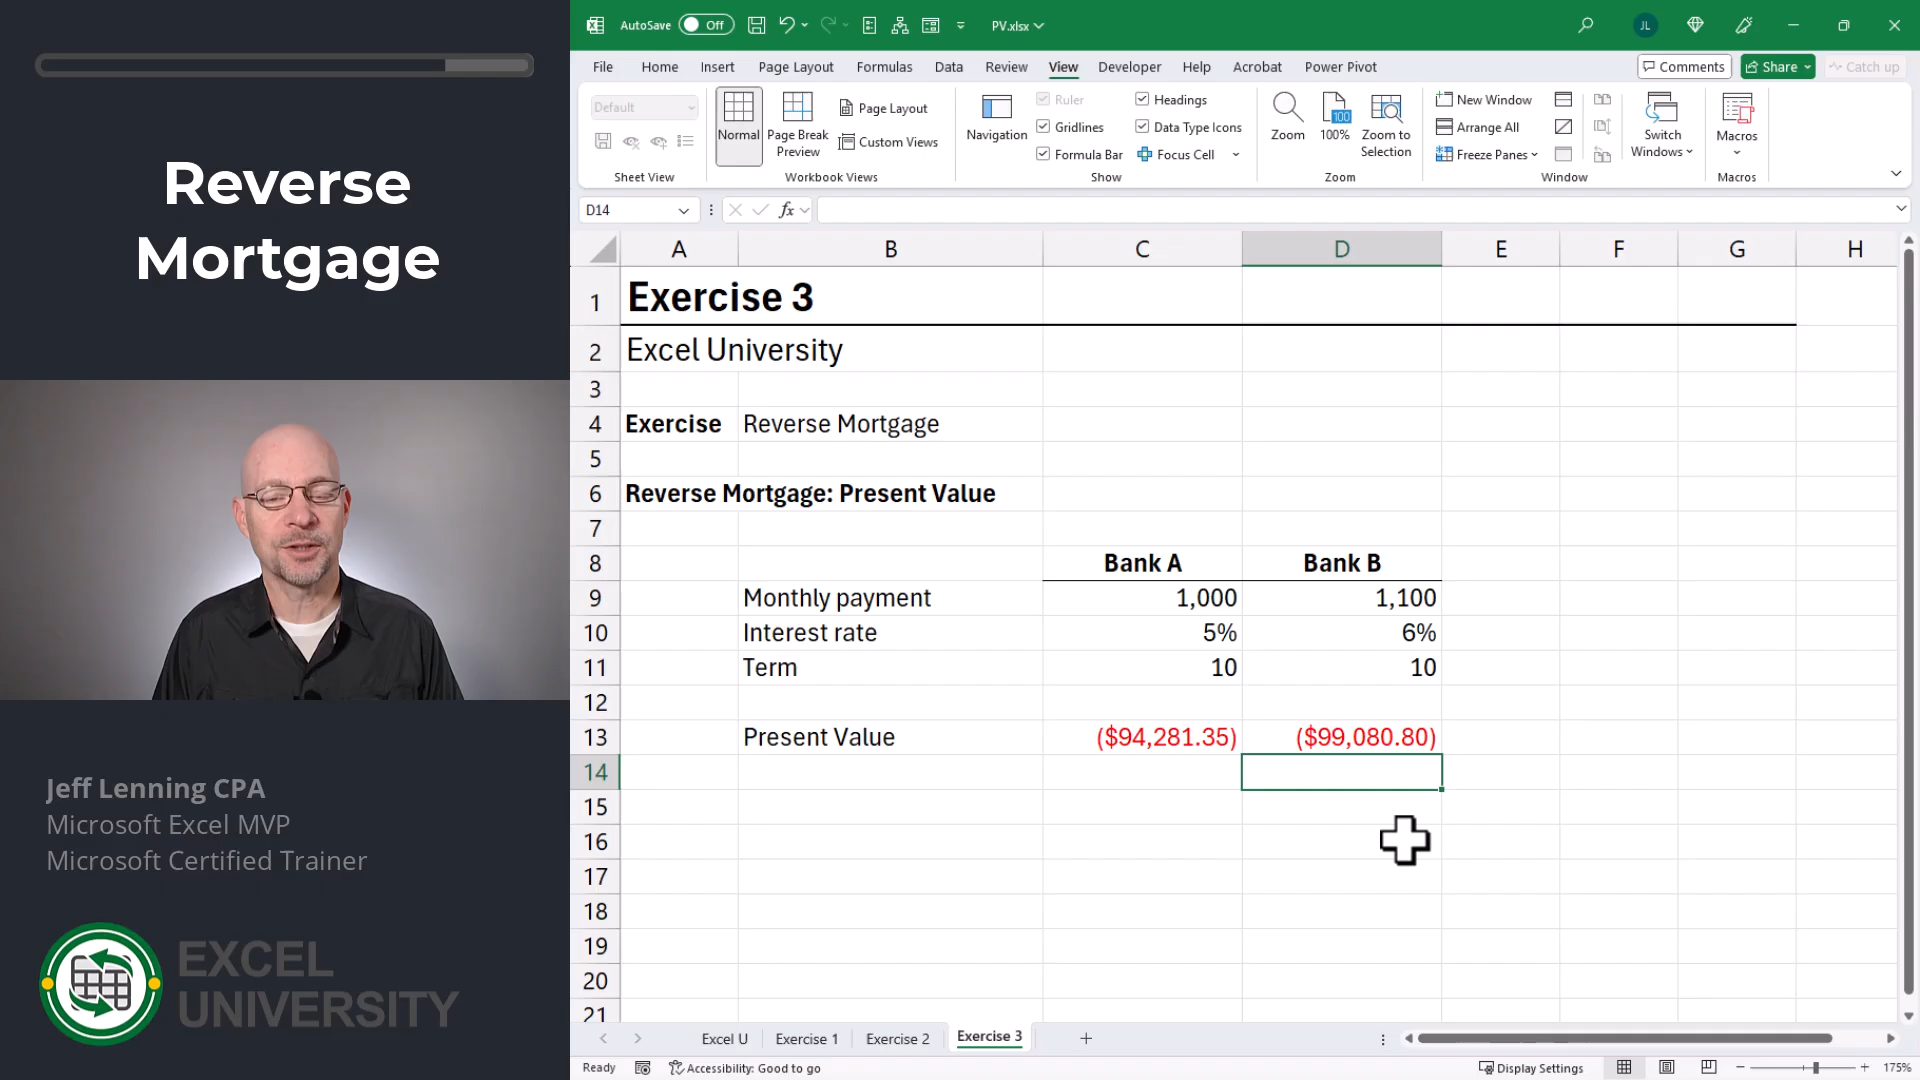 Reverse
Mortgage
Jeff Lenning CPA
Microsoft Excel MVP
Microsoft Certified Trainer
EXCEL
UNIVERSITY
AutoSave Off PV.xlsx JL
File Home Insert Page Layout Formulas Data Review View Developer Help Acrobat Power Pivot Comments Share Catch up
Default
Sheet View
Normal
Page Break
Preview
Page Layout
Custom Views
Workbook Views
Navigation
Ruler
Gridlines
Formula Bar
Headings
Data Type Icons
Focus Cell
Show
Zoom
100
100%
Zoom to
Selection
Zoom
New Window
Arrange All
Freeze Panes
Switch
Windows
Window
Macros
Macros
D14 fx
A B C D E F G H
1 Exercise 3
2 Excel University
3
4 Exercise Reverse Mortgage
5
6 Reverse Mortgage: Present Value
7
8 Bank A Bank B
9 Monthly payment 1,000 1,100
10 Interest rate 5% 6%
11 Term 10 10
12
13 Present Value ($94,281.35) ($99,080.80)
14
15
16
17
18
19
20
21
Excel U Exercise 1 Exercise 2 Exercise 3
Ready Accessibility: Good to go Display Settings 175%